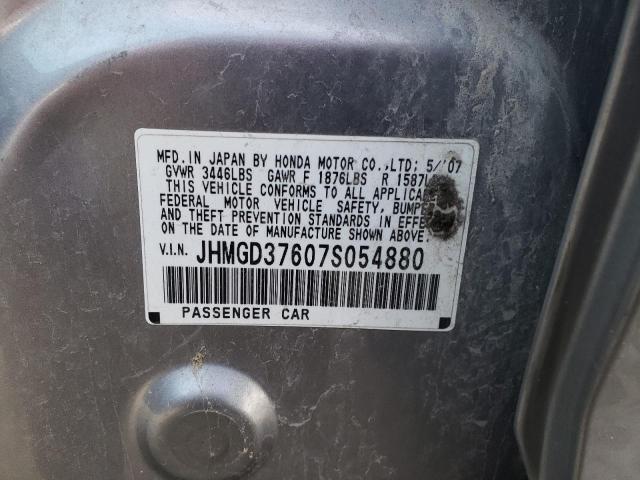 MFD.IN JAPAN BY HONDA MOTOR CO.,LTD; 5/'07
GVWR 3446LBS GAWR F 1876LBS R
THIS VEHICLE CONFORMS TO ALL
FEDERAL MOTOR VEHICLE SAFETY,
AND THEFT PREVENTION STANDARDS IN
ON THE DATE OF MANUFACTURE SHOWN ABOVE.
V.I.N. JHMGD37607S054880
PASSENGER CAR